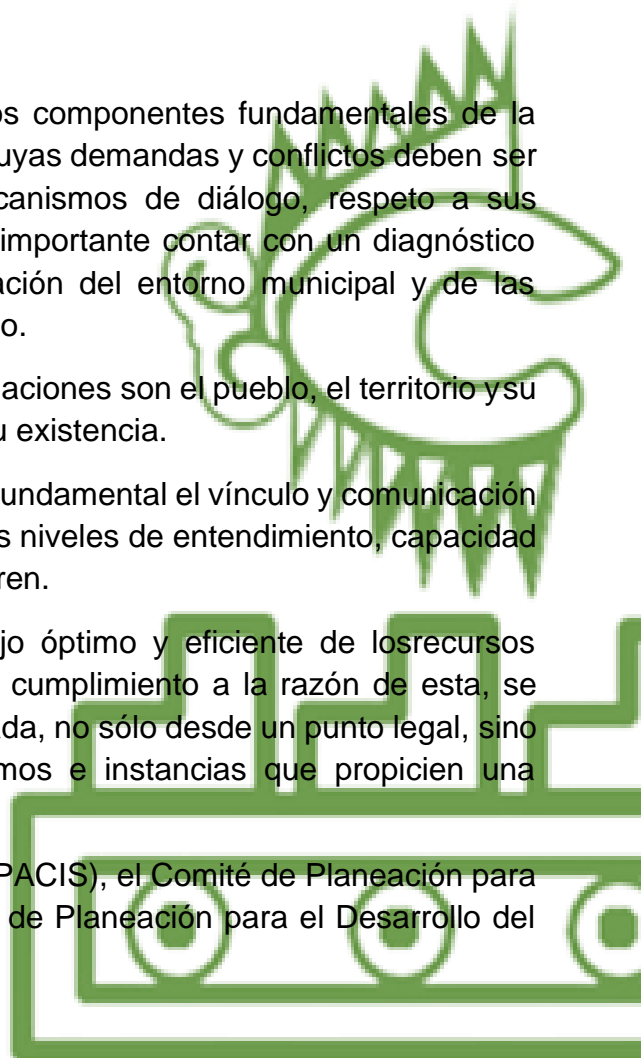 os componentes fundamentales de la
uyas demandas y conflictos deben ser
canismos de diálogo, respeto a sus
importante contar con un diagnóstico
ación del entorno municipal y de las
o.
aciones son el pueblo, el territorio ysu
u existencia.
fundamental el vínculo y comunicación
s niveles de entendimiento, capacidad
ren.
jo óptimo y eficiente de losrecursos
cumplimiento a la razón de esta, se
ada, no sólo desde un punto legal, sino
mos e instancias que propicien una
PACIS), el Comité de Planeación para
de Planeación para el Desarrollo del